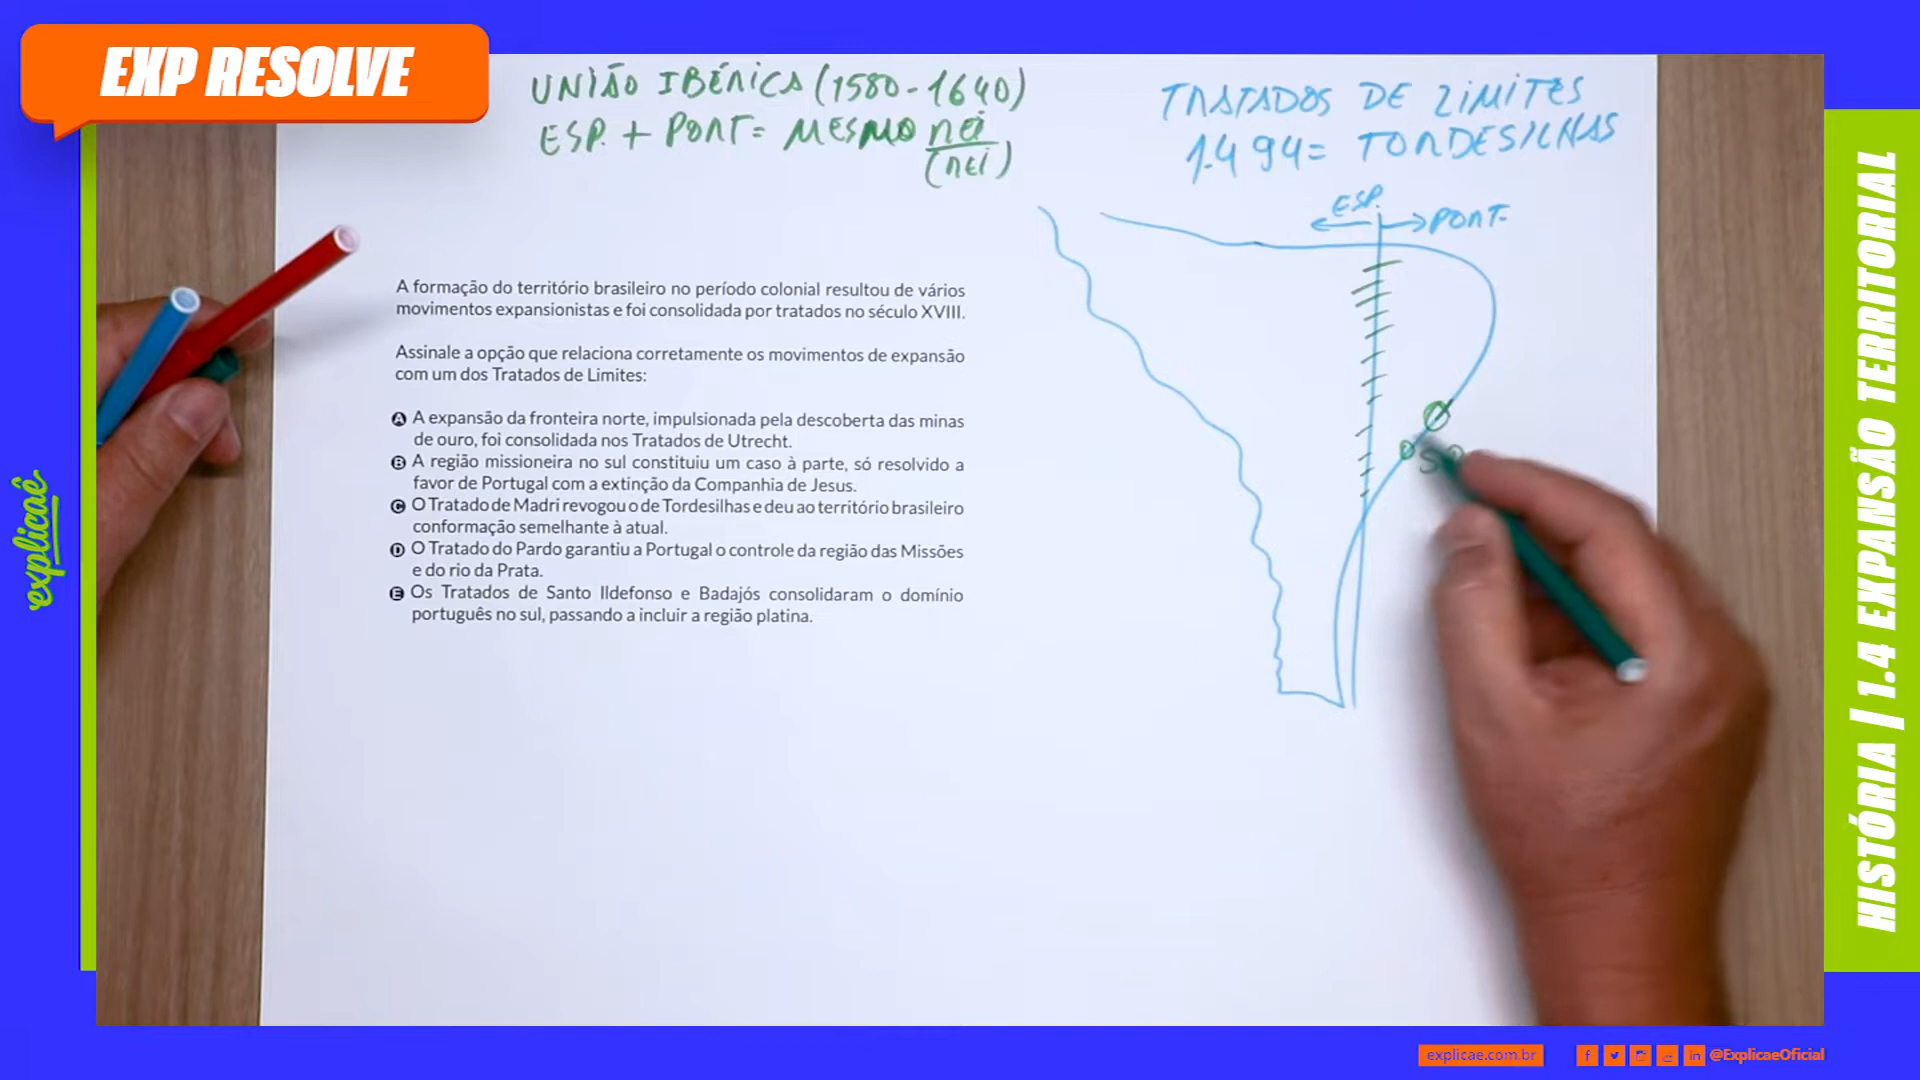 EXP RESOLVE
UNIÃO IBÉRICA (1580-1640)
ESP. + PORT= MESMO REI
(REI)
TRATADOS DE LIMITES
1494= TORDESILHAS
ESP.
PORT.
A formação do território brasileiro no período colonial resultou de vários
movimentos expansionistas e foi consolidada por tratados no século XVIII.
Assinale a opção que relaciona corretamente os movimentos de expansão
com um dos Tratados de Limites:
A A expansão da fronteira norte, impulsionada pela descoberta das minas
de ouro, foi consolidada nos Tratados de Utrecht.
B A região missioneira no sul constituiu um caso à parte, só resolvido a
favor de Portugal com a extinção da Companhia de Jesus.
C O Tratado de Madri revogou o de Tordesilhas e deu ao território brasileiro
conformação semelhante à atual.
D O Tratado do Pardo garantiu a Portugal o controle da região das Missões
e do rio da Prata.
E Os Tratados de Santo Ildefonso e Badajós consolidaram o domínio
português no sul, passando a incluir a região platina.
explicaê
HISTÓRIA | 1.4 EXPANSÃO TERRITORIAL
explicae.com.br
@ExplicaeOficial